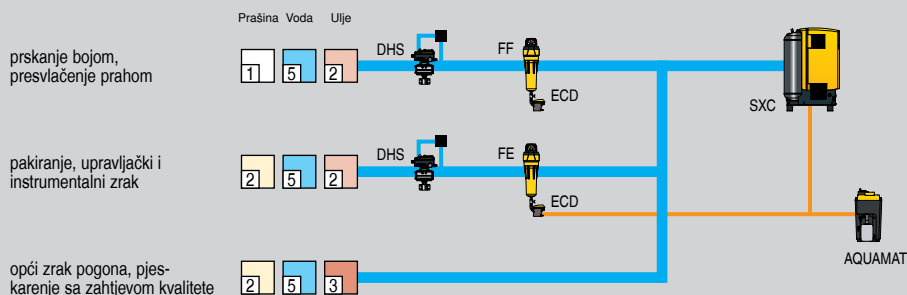 Prašina Voda Ulje
prskanje bojom,
presvlačenje prahom
1 5 2
DHS
FF
ECD
SXC
pakiranje, upravljački i
instrumentalni zrak
2 5 2
DHS
FE
ECD
AQUAMAT
opći zrak pogona, pjes-
karenje sa zahtjevom kvalitete
2 5 3